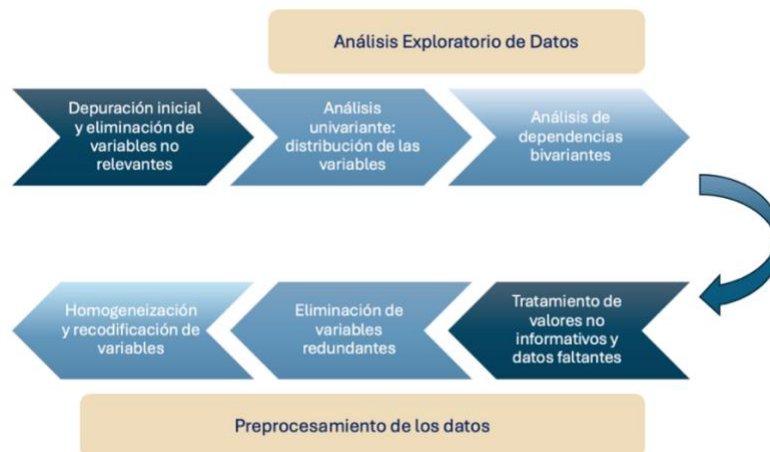 Análisis Exploratorio de Datos
Depuración inicial
y eliminación de
variables no
relevantes
Análisis
univariante:
distribución de las
variables
Análisis de
dependencias
bivariantes
Tratamiento de
valores no
informativos y
datos faltantes
Eliminación de
variables
redundantes
Homogeneización
y recodificación de
variables
Preprocesamiento de los datos